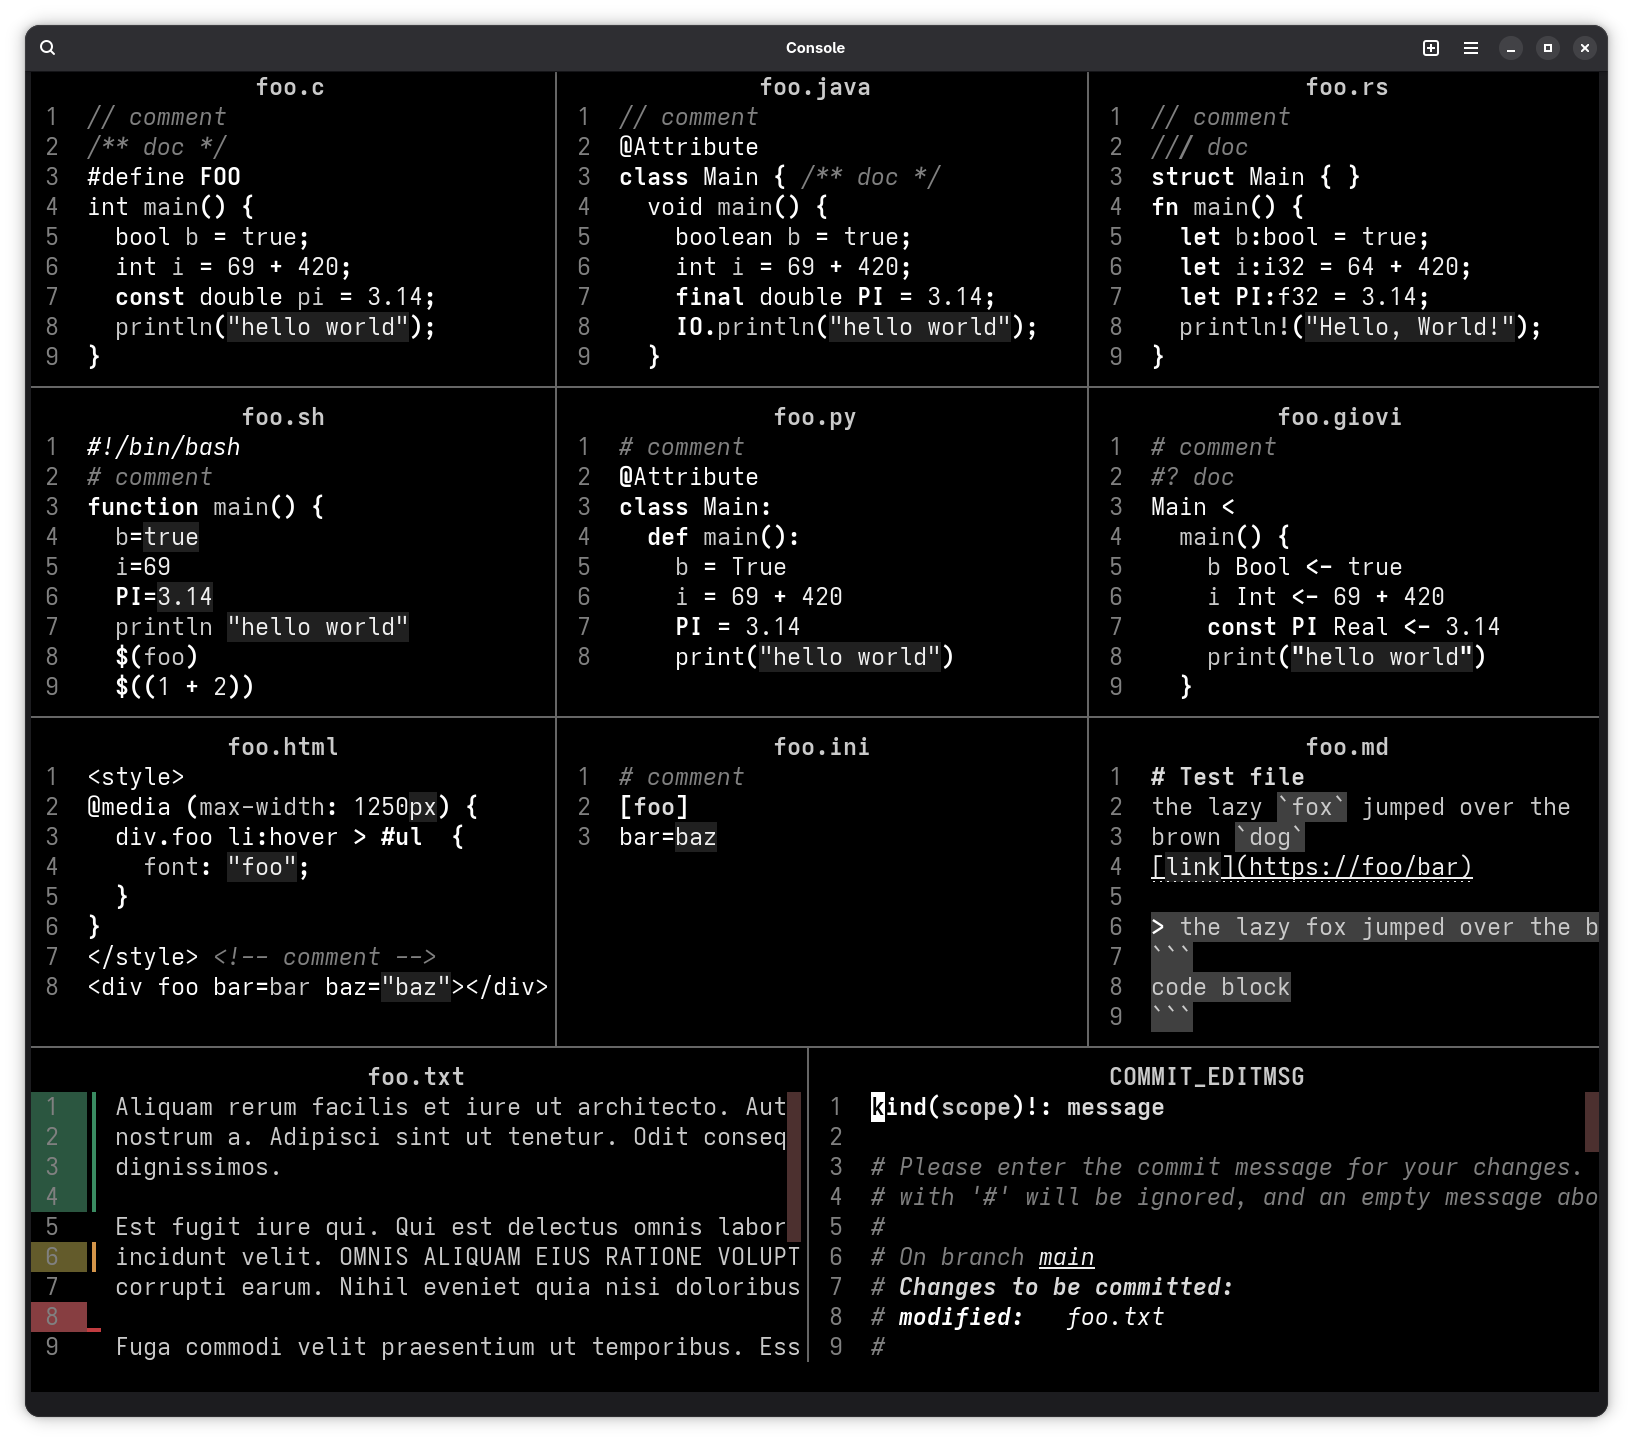 Console
foo.c
1 // comment
2 /** doc */
3 #define FOO
4 int main() {
5   bool b = true;
6   int i = 69 + 420;
7   const double pi = 3.14;
8   println("hello world");
9 }
foo.java
1 // comment
2 @Attribute
3 class Main { /** doc */
4   void main() {
5     boolean b = true;
6     int i = 69 + 420;
7     final double PI = 3.14;
8     IO.println("hello world");
9   }
foo.rs
1 // comment
2 /// doc
3 struct Main { }
4 fn main() {
5   let b:bool = true;
6   let i:i32 = 64 + 420;
7   let PI:f32 = 3.14;
8   println!("Hello, World!");
9 }
foo.sh
1 #!/bin/bash
2 # comment
3 function main() {
4   b=true
5   i=69
6   PI=3.14
7   println "hello world"
8   $(foo)
9   $((1 + 2))
foo.py
1 # comment
2 @Attribute
3 class Main:
4   def main():
5     b = True
6     i = 69 + 420
7     PI = 3.14
8     print("hello world")
foo.giovi
1 # comment
2 #? doc
3 Main <
4   main() {
5     b Bool <- true
6     i Int <- 69 + 420
7     const PI Real <- 3.14
8     print("hello world")
9   }
foo.html
1 <style>
2 @media (max-width: 1250px) {
3   div.foo li:hover > #ul  {
4     font: "foo";
5   }
6 }
7 </style> <!-- comment -->
8 <div foo bar=bar baz="baz"></div>
foo.ini
1 # comment
2 [foo]
3 bar=baz
foo.md
1 # Test file
2 the lazy `fox` jumped over the
3 brown `dog`
4 [link](https://foo/bar)
5
6 > the lazy fox jumped over the b
7 ```
8 code block
9 ```
foo.txt
1 Aliquam rerum facilis et iure ut architecto. Aut
2 nostrum a. Adipisci sint ut tenetur. Odit conseq
3 dignissimos.
4
5 Est fugit iure qui. Qui est delectus omnis labor
6 incidunt velit. OMNIS ALIQUAM EIUS RATIONE VOLUPT
7 corrupti earum. Nihil eveniet quia nisi doloribus
8
9 Fuga commodi velit praesentium ut temporibus. Ess
COMMIT_EDITMSG
1 kind(scope)!: message
2
3 # Please enter the commit message for your changes.
4 # with '#' will be ignored, and an empty message abo
5 #
6 # On branch main
7 # Changes to be committed:
8 # modified:   foo.txt
9 #